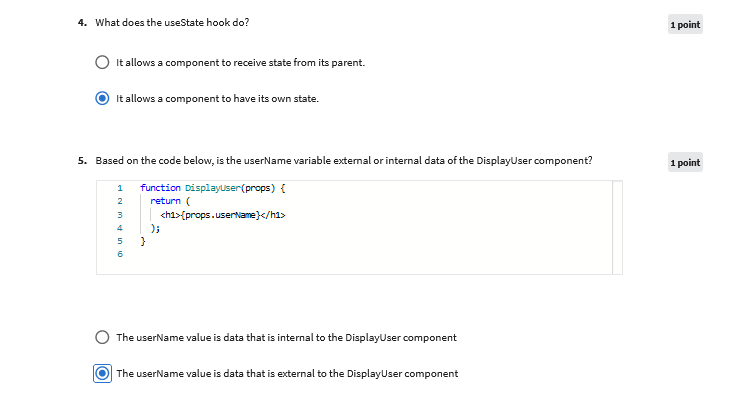 4. What does the useState hook do?
1 point
It allows a component to receive state from its parent.
It allows a component to have its own state.
5. Based on the code below, is the userName variable external or internal data of the DisplayUser component?
1 point
1 function DisplayUser(props) {
2 return (
3 <h1>{props.userName}</h1>
4 );
5 }
6
The userName value is data that is internal to the DisplayUser component
The userName value is data that is external to the DisplayUser component